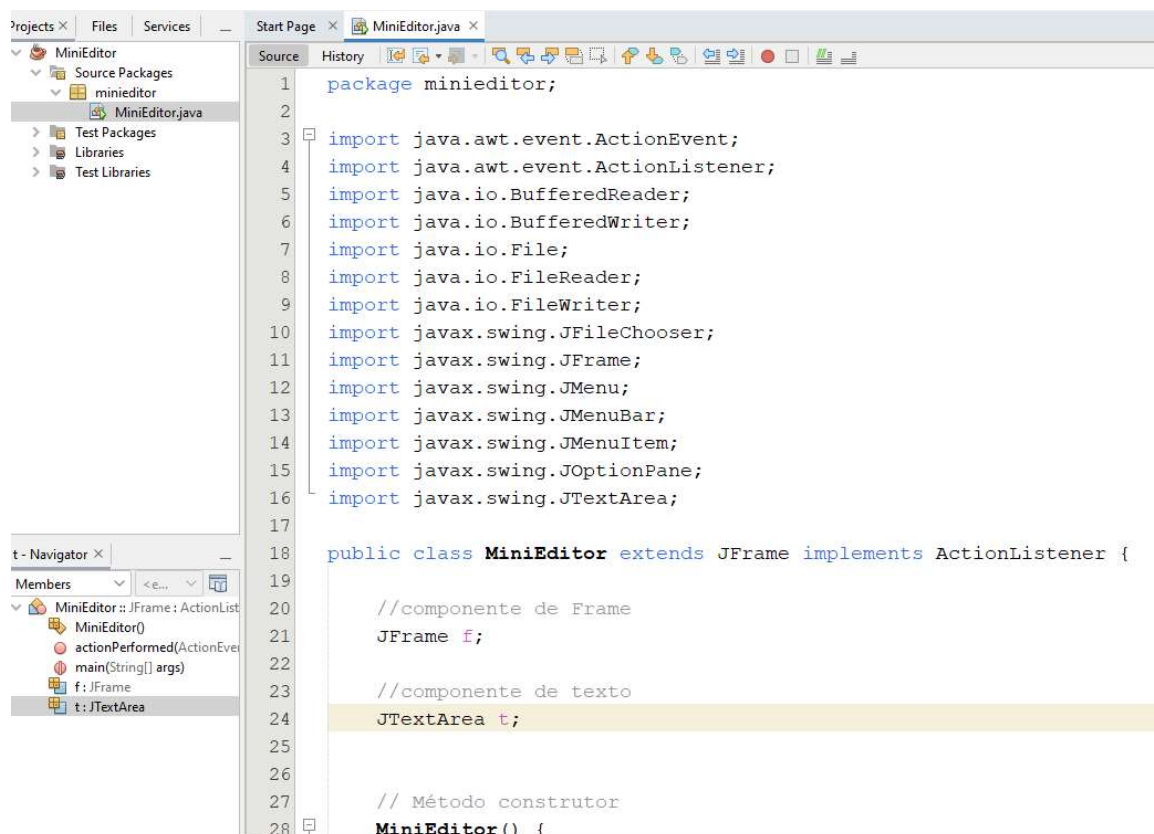 Projects × Files Services
MiniEditor
Source Packages
minieditor
MiniEditor.java
Test Packages
Libraries
Test Libraries
t - Navigator ×
Members <e...
MiniEditor :: JFrame : ActionList
MiniEditor()
actionPerformed(ActionEve
main(String[] args)
f : JFrame
t : JTextArea
Start Page × MiniEditor.java ×
Source History
1 package minieditor;
2
3 import java.awt.event.ActionEvent;
4 import java.awt.event.ActionListener;
5 import java.io.BufferedReader;
6 import java.io.BufferedWriter;
7 import java.io.File;
8 import java.io.FileReader;
9 import java.io.FileWriter;
10 import javax.swing.JFileChooser;
11 import javax.swing.JFrame;
12 import javax.swing.JMenu;
13 import javax.swing.JMenuBar;
14 import javax.swing.JMenuItem;
15 import javax.swing.JOptionPane;
16 import javax.swing.JTextArea;
17
18 public class MiniEditor extends JFrame implements ActionListener {
19
20 //componente de Frame
21 JFrame f;
22
23 //componente de texto
24 JTextArea t;
25
26
27 // Método construtor
28 MiniEditor() {